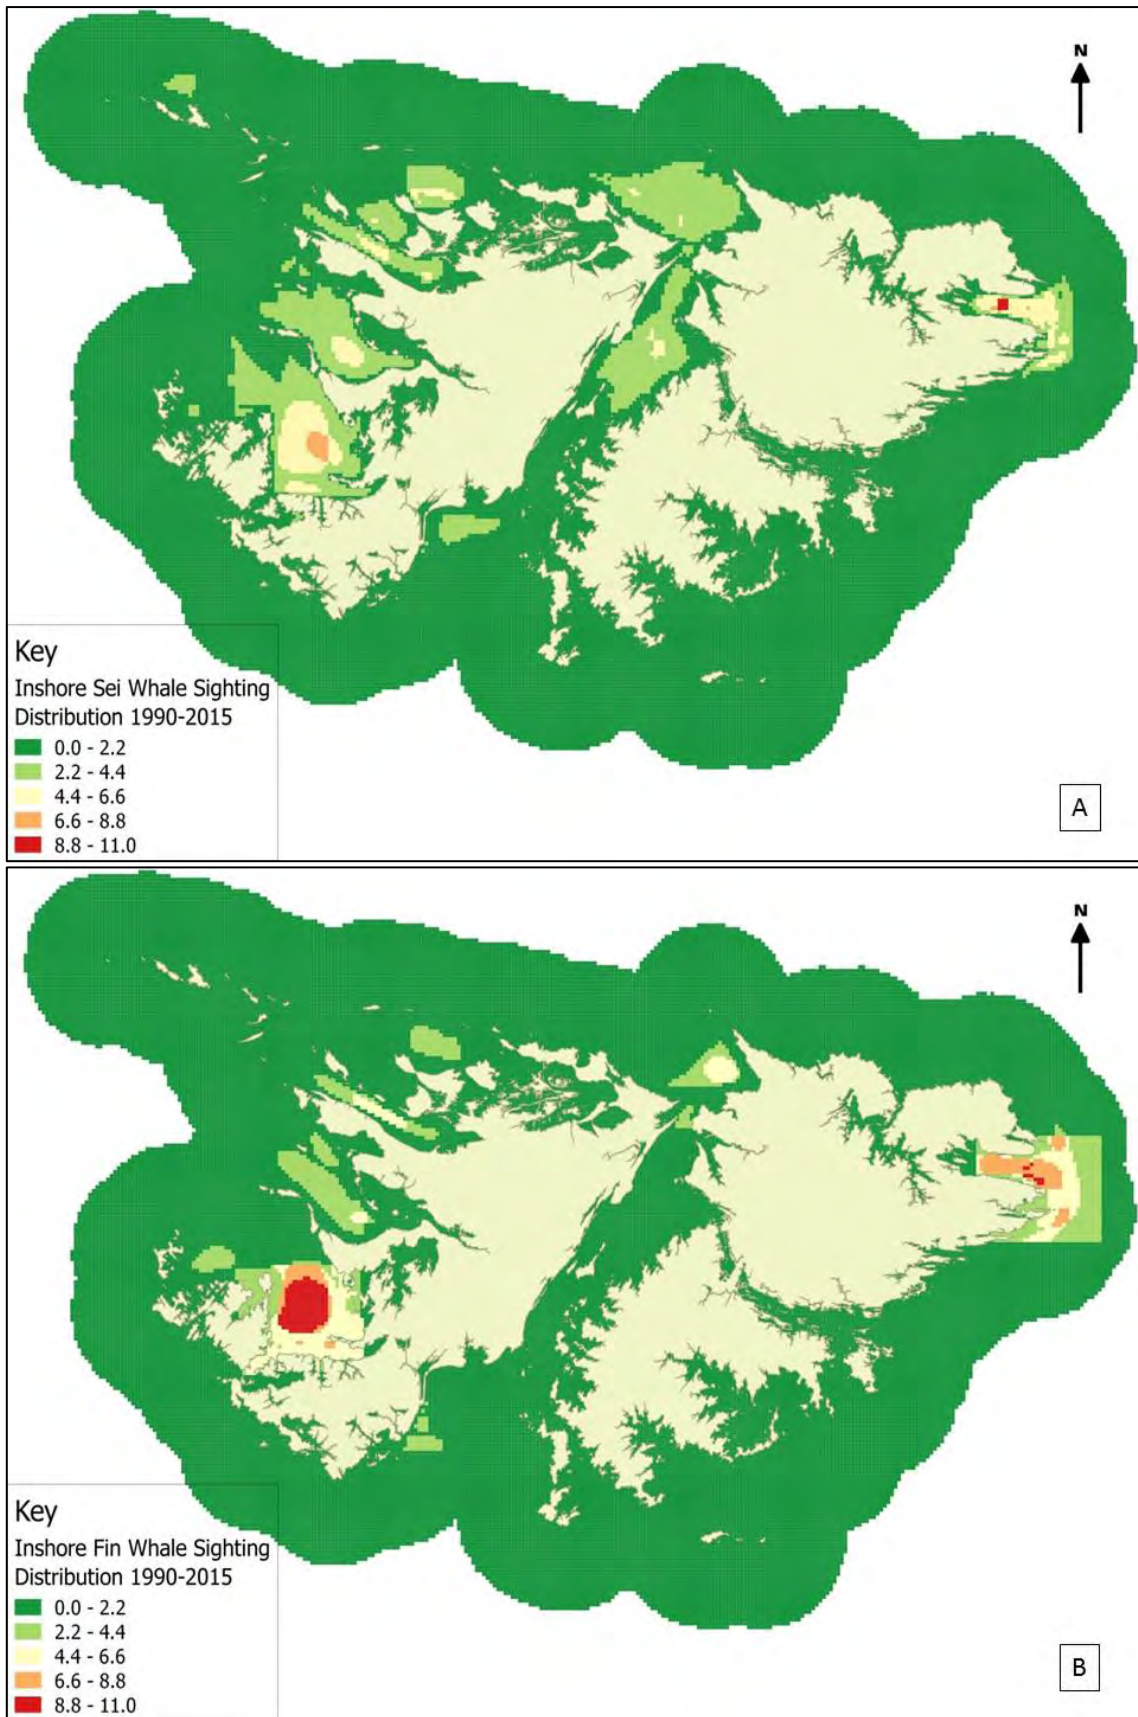 N
Key
Inshore Sei Whale Sighting
Distribution 1990-2015
0.0 - 2.2
2.2 - 4.4
4.4 - 6.6
6.6 - 8.8
8.8 - 11.0
A
N
Key
Inshore Fin Whale Sighting
Distribution 1990-2015
0.0 - 2.2
2.2 - 4.4
4.4 - 6.6
6.6 - 8.8
8.8 - 11.0
B